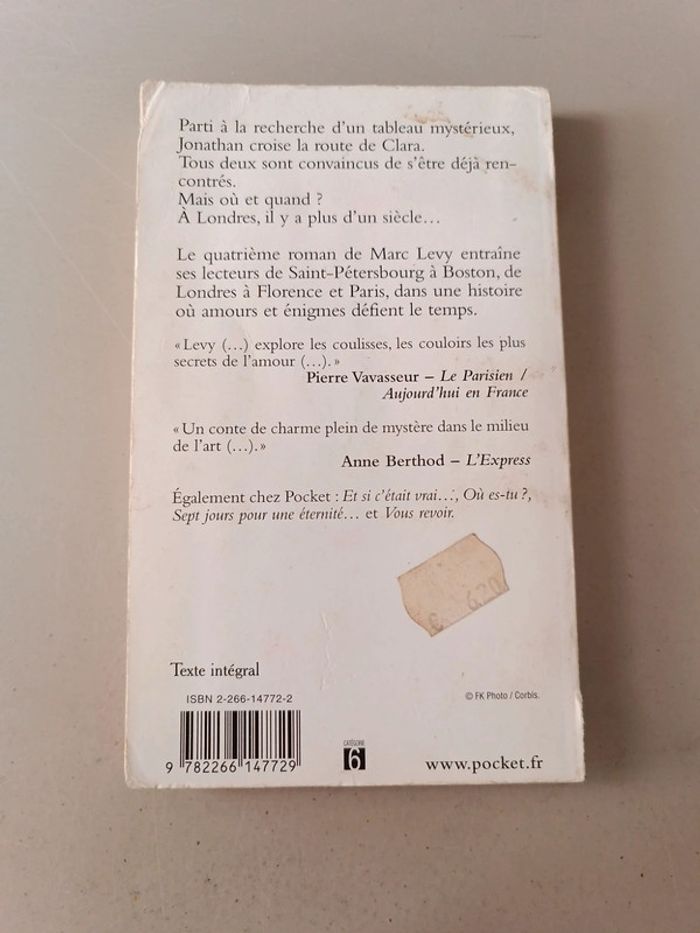 Parti à la recherche d'un tableau mystérieux,
Jonathan croise la route de Clara.
Tous deux sont convaincus de s'être déjà ren-
contrés.
Mais où et quand ?
À Londres, il y a plus d'un siècle…
Le quatrième roman de Marc Levy entraîne
ses lecteurs de Saint-Pétersbourg à Boston, de
Londres à Florence et Paris, dans une histoire
où amours et énigmes défient le temps.
« Levy (…) explore les coulisses, les couloirs les plus
secrets de l'amour (…). »
Pierre Vavasseur – Le Parisien /
Aujourd'hui en France
« Un conte de charme plein de mystère dans le milieu
de l'art (…). »
Anne Berthod – L'Express
Également chez Pocket : Et si c'était vrai…, Où es-tu ?,
Sept jours pour une éternité… et Vous revoir.
€ 6,20
Texte intégral
ISBN 2-266-14772-2
© FK Photo / Corbis.
9 782266 147729
CATÉGORIE
6
www.pocket.fr